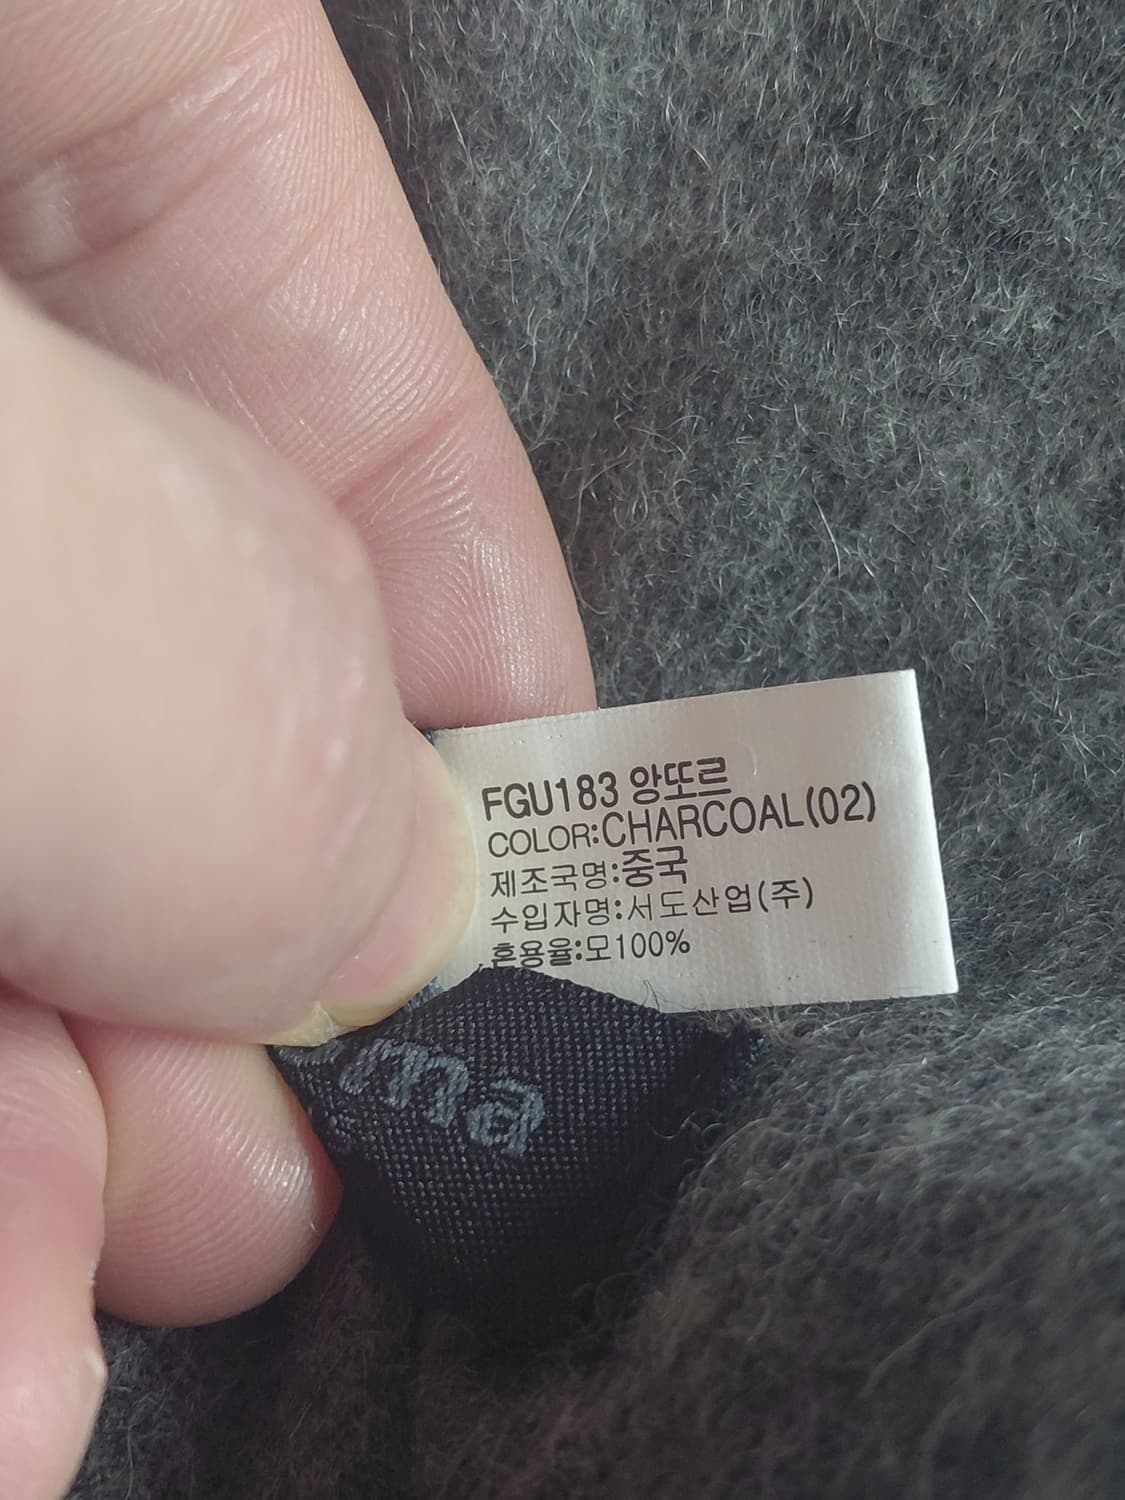 FGU183 앙또르
COLOR:CHARCOAL(02)
제조국명:중국
수입자명:서도산업(주)
혼용율:모100%